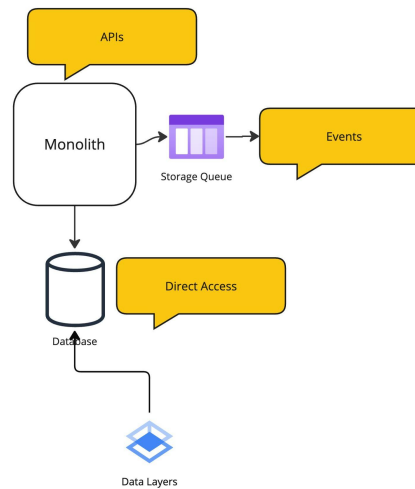 APIs
Monolith
Storage Queue
Events
Direct Access
Database
Data Layers